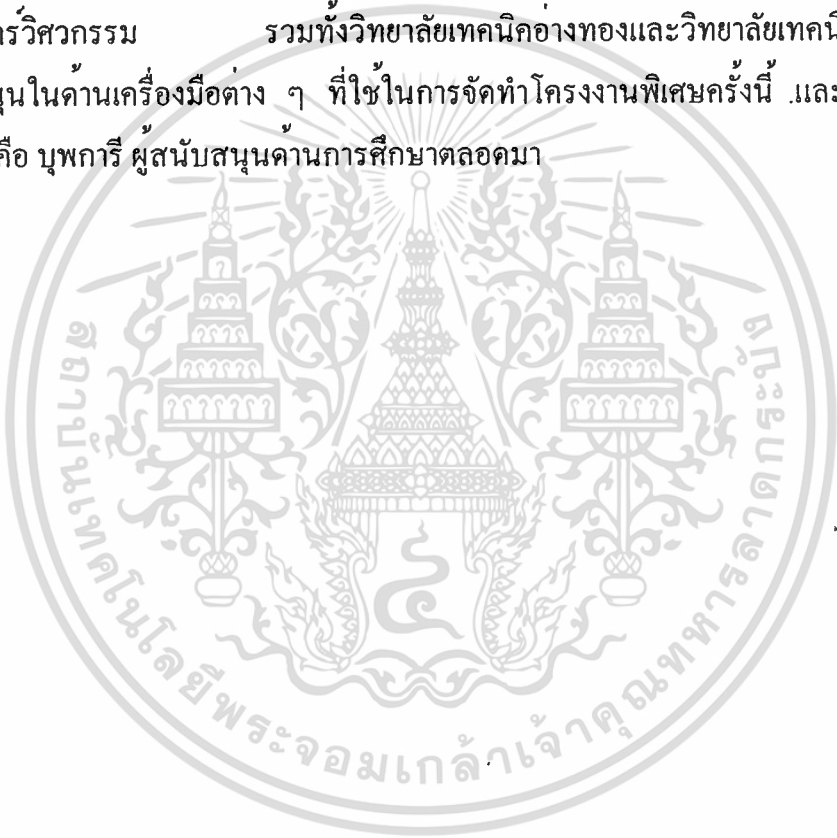 วิศวกรรม รวมทั้งวิทยาลัยเทคนิคอ่างทองและวิทยาลัยเทคนิ
นุนในด้านเครื่องมือต่าง ๆ ที่ใช้ในการจัดทำโครงงานพิเศษครั้งนี้ .และ
คือ บุพการี ผู้สนับสนุนด้านการศึกษาตลอดมา
สถาบันเทคโนโลยีพระจอมเกล้าเจ้าคุณทหารลาดกระบัง